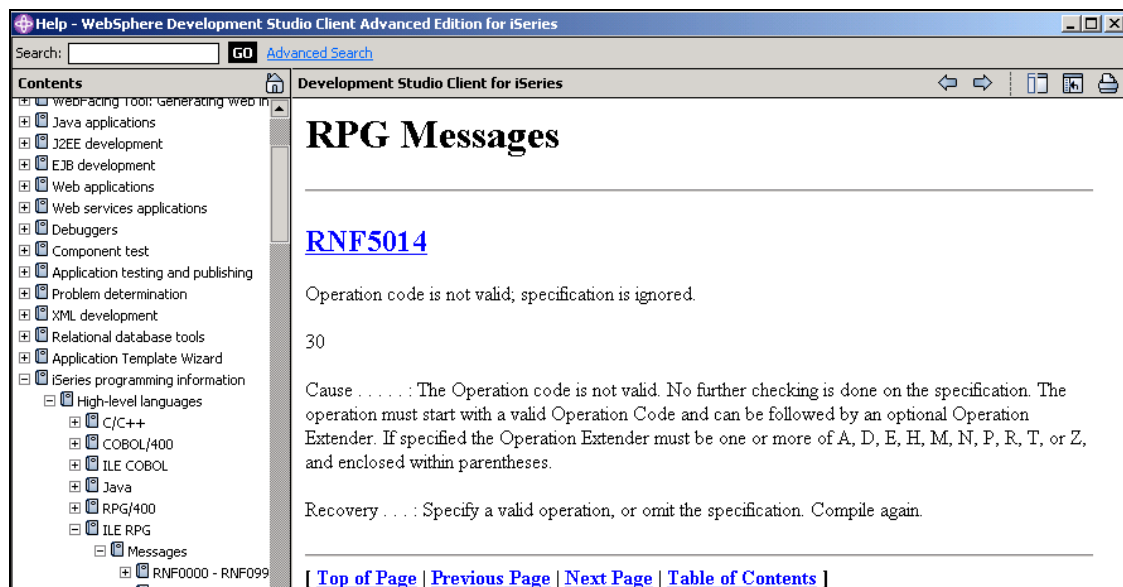 Help - WebSphere Development Studio Client Advanced Edition for iSeries
Search: GO Advanced Search
Contents
Development Studio Client for iSeries
WebFacing Tool: Generating Web in
Java applications
J2EE development
EJB development
Web applications
Web services applications
Debuggers
Component test
Application testing and publishing
Problem determination
XML development
Relational database tools
Application Template Wizard
iSeries programming information
High-level languages
C/C++
COBOL/400
ILE COBOL
Java
RPG/400
ILE RPG
Messages
RNF0000 - RNF099
RPG Messages
RNF5014
Operation code is not valid; specification is ignored.
30
Cause . . . . . : The Operation code is not valid. No further checking is done on the specification. The
operation must start with a valid Operation Code and can be followed by an optional Operation
Extender. If specified the Operation Extender must be one or more of A, D, E, H, M, N, P, R, T, or Z,
and enclosed within parentheses.
Recovery . . . : Specify a valid operation, or omit the specification. Compile again.
[ Top of Page | Previous Page | Next Page | Table of Contents ]